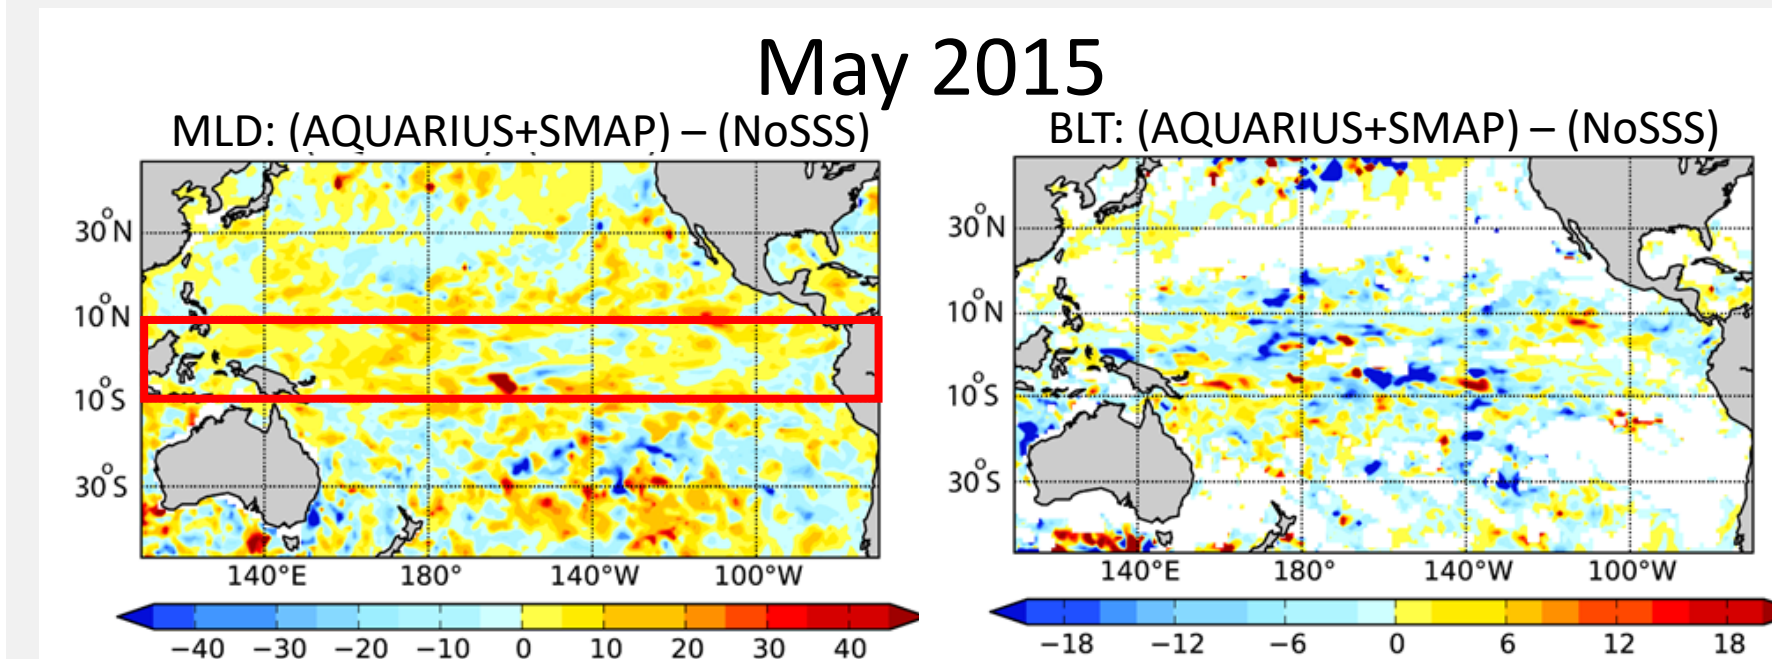 May 2015
MLD: (AQUARIUS+SMAP) – (NoSSS)
BLT: (AQUARIUS+SMAP) – (NoSSS)
30°N
10°N
10°S
30°S
140°E 180° 140°W 100°W
−40 −30 −20 −10 0 10 20 30 40
30°N
10°N
10°S
30°S
140°E 180° 140°W 100°W
−18 −12 −6 0 6 12 18